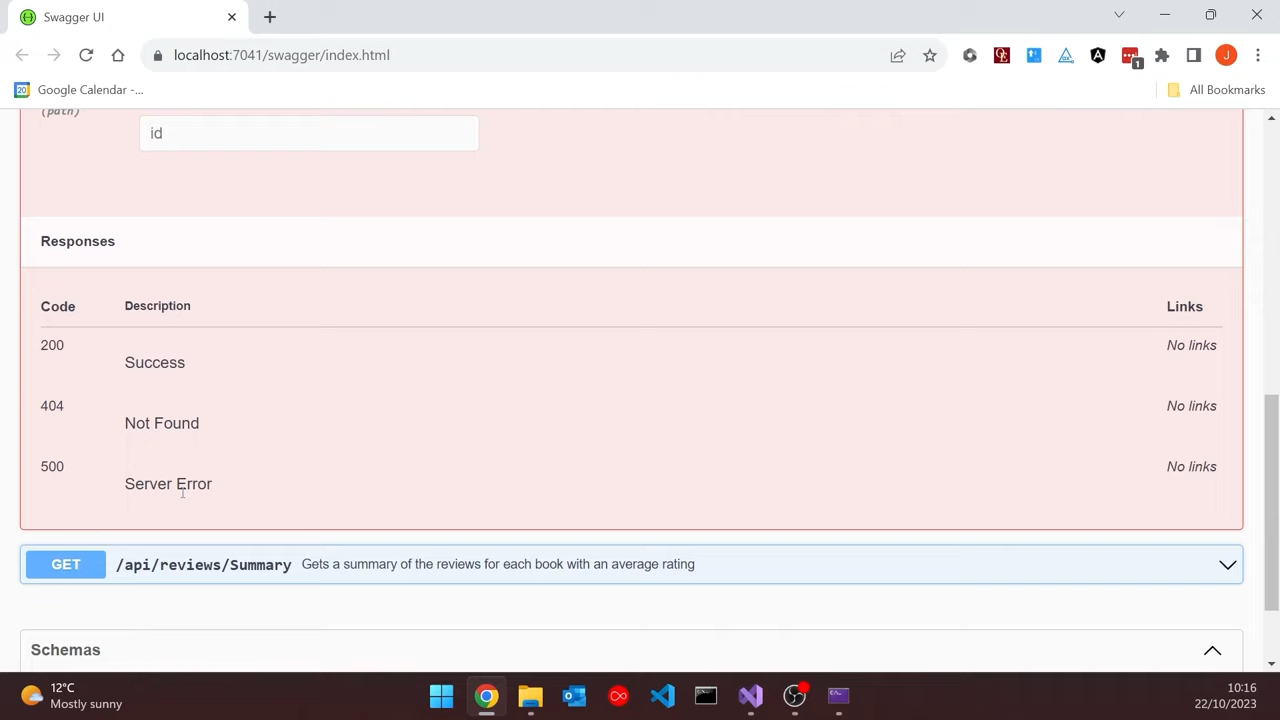 Swagger UI
localhost:7041/swagger/index.html
1
J
20
Google Calendar -...
All Bookmarks
(path)
id
Responses
Code
Description
Links
200
Success
No links
404
Not Found
No links
500
Server Error
No links
GET
/api/reviews/Summary
Gets a summary of the reviews for each book with an average rating
Schemas
12°C
Mostly sunny
10:16
22/10/2023